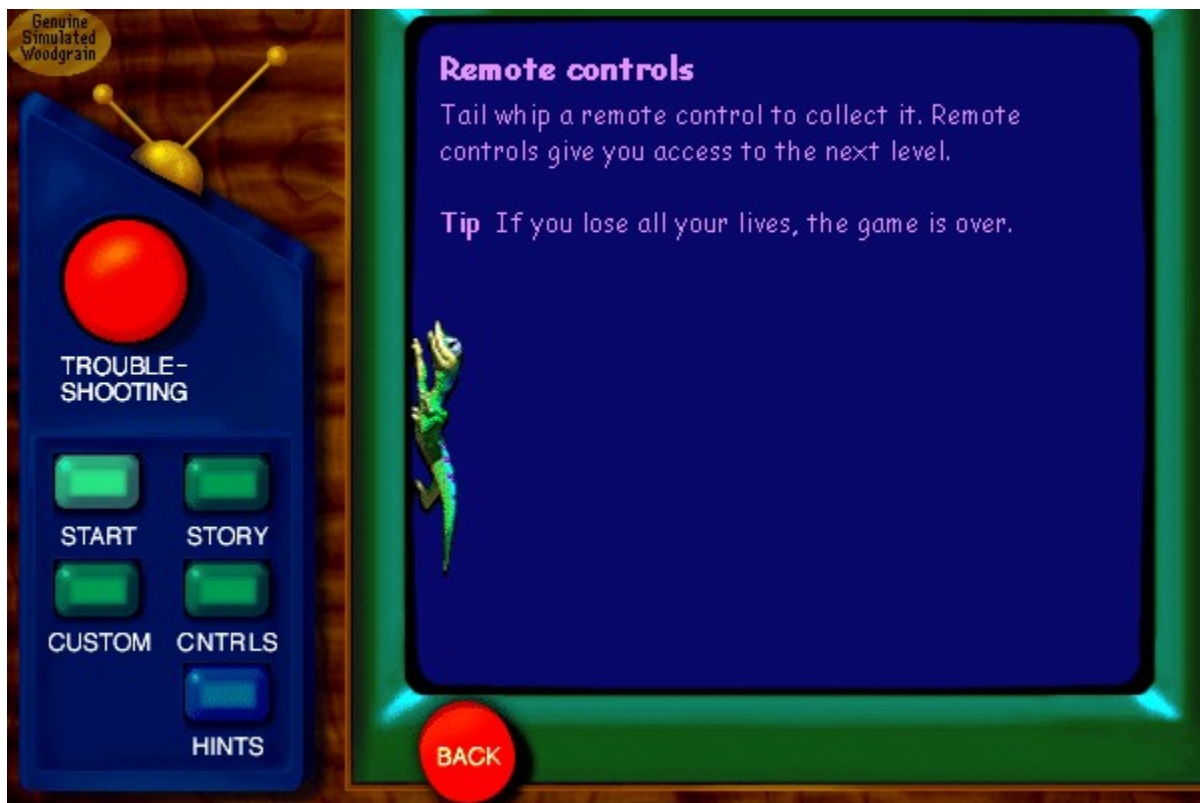 Genuine
Simulated
Woodgrain
TROUBLE-
SHOOTING
START
STORY
CUSTOM
CNTRLS
HINTS
Remote controls
Tail whip a remote control to collect it. Remote
controls give you access to the next level.
Tip If you lose all your lives, the game is over.
BACK